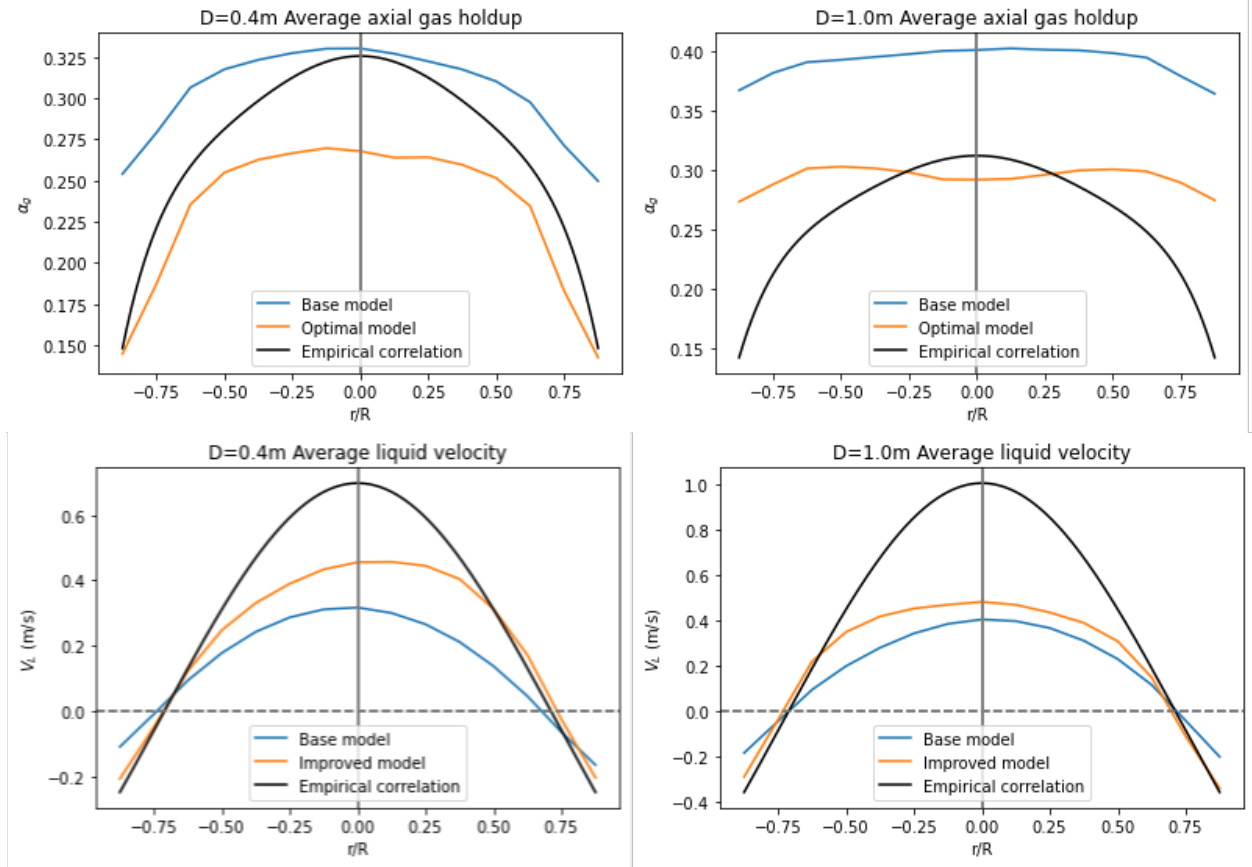 D=0.4m Average axial gas holdup
0.325
0.300
0.275
0.250
0.225
0.200
0.175
0.150
αg
Base model
Optimal model
Empirical correlation
−0.75 −0.50 −0.25 0.00 0.25 0.50 0.75
r/R
D=1.0m Average axial gas holdup
0.40
0.35
0.30
0.25
0.20
0.15
αg
Base model
Optimal model
Empirical correlation
−0.75 −0.50 −0.25 0.00 0.25 0.50 0.75
r/R
D=0.4m Average liquid velocity
0.6
0.4
0.2
0.0
−0.2
VL (m/s)
Base model
Improved model
Empirical correlation
−0.75 −0.50 −0.25 0.00 0.25 0.50 0.75
r/R
D=1.0m Average liquid velocity
1.0
0.8
0.6
0.4
0.2
0.0
−0.2
−0.4
VL (m/s)
Base model
Improved model
Empirical correlation
−0.75 −0.50 −0.25 0.00 0.25 0.50 0.75
r/R